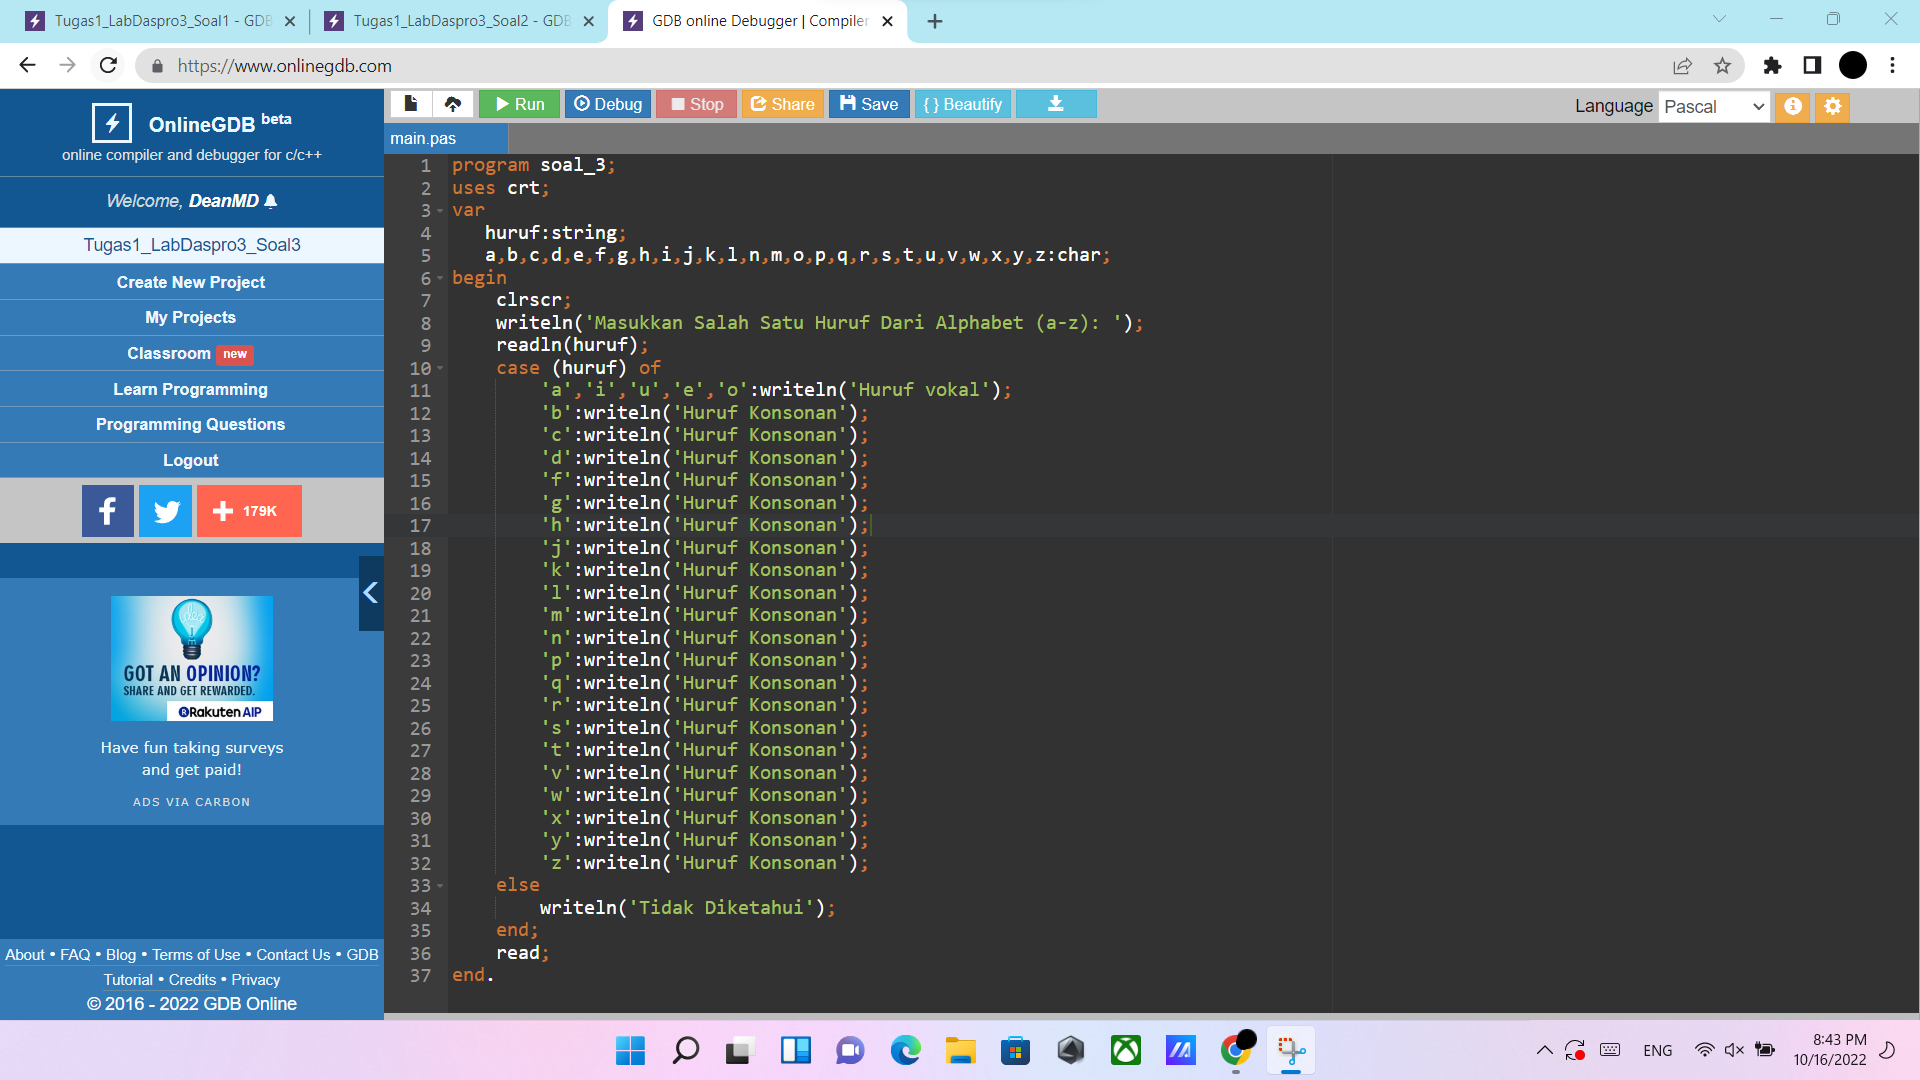 Tugas1_LabDaspro3_Soal1 - GDB
Tugas1_LabDaspro3_Soal2 - GDB
GDB online Debugger | Compiler
https://www.onlinegdb.com
OnlineGDB beta
online compiler and debugger for c/c++
Welcome, DeanMD
Tugas1_LabDaspro3_Soal3
Create New Project
My Projects
Classroom new
Learn Programming
Programming Questions
Logout
f
+ 179K
idea
GOT AN OPINION?
SHARE AND GET REWARDED.
Rakuten AIP
Have fun taking surveys
and get paid!
ADS VIA CARBON
About • FAQ • Blog • Terms of Use • Contact Us • GDB
Tutorial • Credits • Privacy
© 2016 - 2022 GDB Online
Run Debug Stop Share Save { } Beautify
Language Pascal
main.pas
1 program soal_3;
2 uses crt;
3 var
4 huruf:string;
5 a,b,c,d,e,f,g,h,i,j,k,l,n,m,o,p,q,r,s,t,u,v,w,x,y,z:char;
6 begin
7 clrscr;
8 writeln('Masukkan Salah Satu Huruf Dari Alphabet (a-z): ');
9 readln(huruf);
10 case (huruf) of
11 'a','i','u','e','o':writeln('Huruf vokal');
12 'b':writeln('Huruf Konsonan');
13 'c':writeln('Huruf Konsonan');
14 'd':writeln('Huruf Konsonan');
15 'f':writeln('Huruf Konsonan');
16 'g':writeln('Huruf Konsonan');
17 'h':writeln('Huruf Konsonan');
18 'j':writeln('Huruf Konsonan');
19 'k':writeln('Huruf Konsonan');
20 'l':writeln('Huruf Konsonan');
21 'm':writeln('Huruf Konsonan');
22 'n':writeln('Huruf Konsonan');
23 'p':writeln('Huruf Konsonan');
24 'q':writeln('Huruf Konsonan');
25 'r':writeln('Huruf Konsonan');
26 's':writeln('Huruf Konsonan');
27 't':writeln('Huruf Konsonan');
28 'v':writeln('Huruf Konsonan');
29 'w':writeln('Huruf Konsonan');
30 'x':writeln('Huruf Konsonan');
31 'y':writeln('Huruf Konsonan');
32 'z':writeln('Huruf Konsonan');
33 else
34 writeln('Tidak Diketahui');
35 end;
36 read;
37 end.
ENG
8:43 PM
10/16/2022